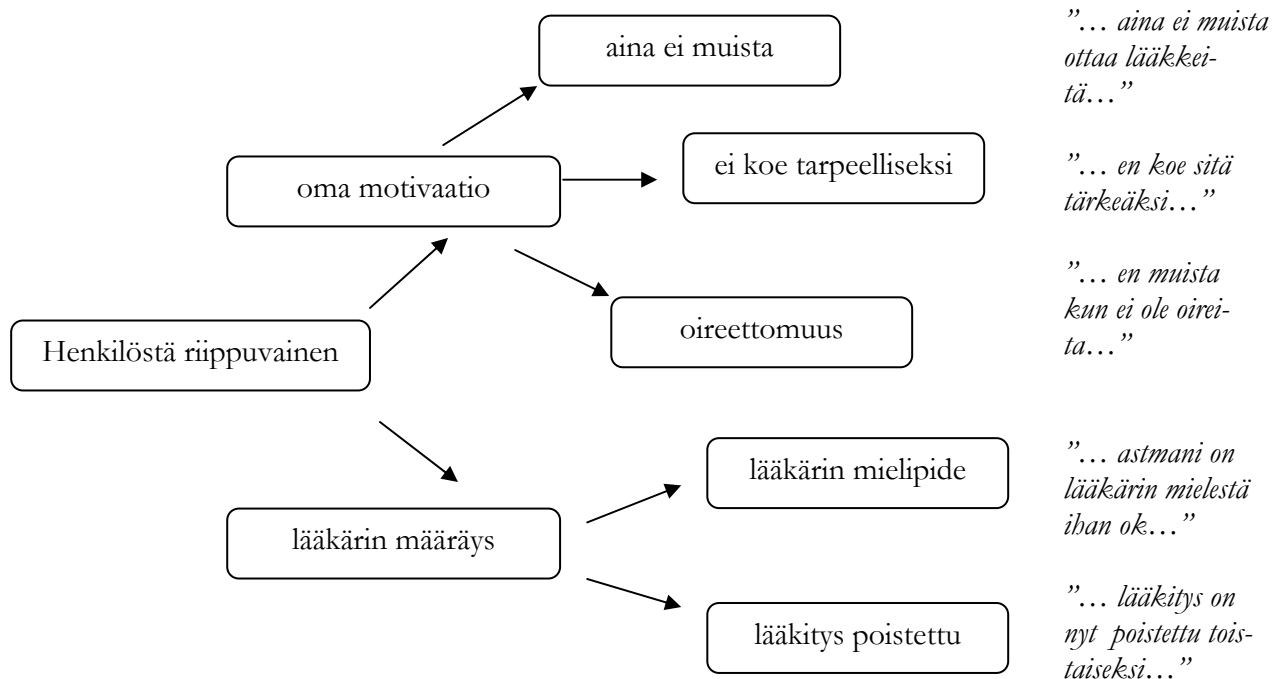 aina ei muista
”… aina ei muista
ottaa lääkkei-
tä…”
oma motivaatio
ei koe tarpeelliseksi
”… en koe sitä
tärkeäksi…”
oireettomuus
”… en muista
kun ei ole oirei-
ta…”
Henkilöstä riippuvainen
lääkärin määräys
lääkärin mielipide
”… astmani on
lääkärin mielestä
ihan ok…”
lääkitys poistettu
”… lääkitys on
nyt poistettu tois-
taiseksi…”